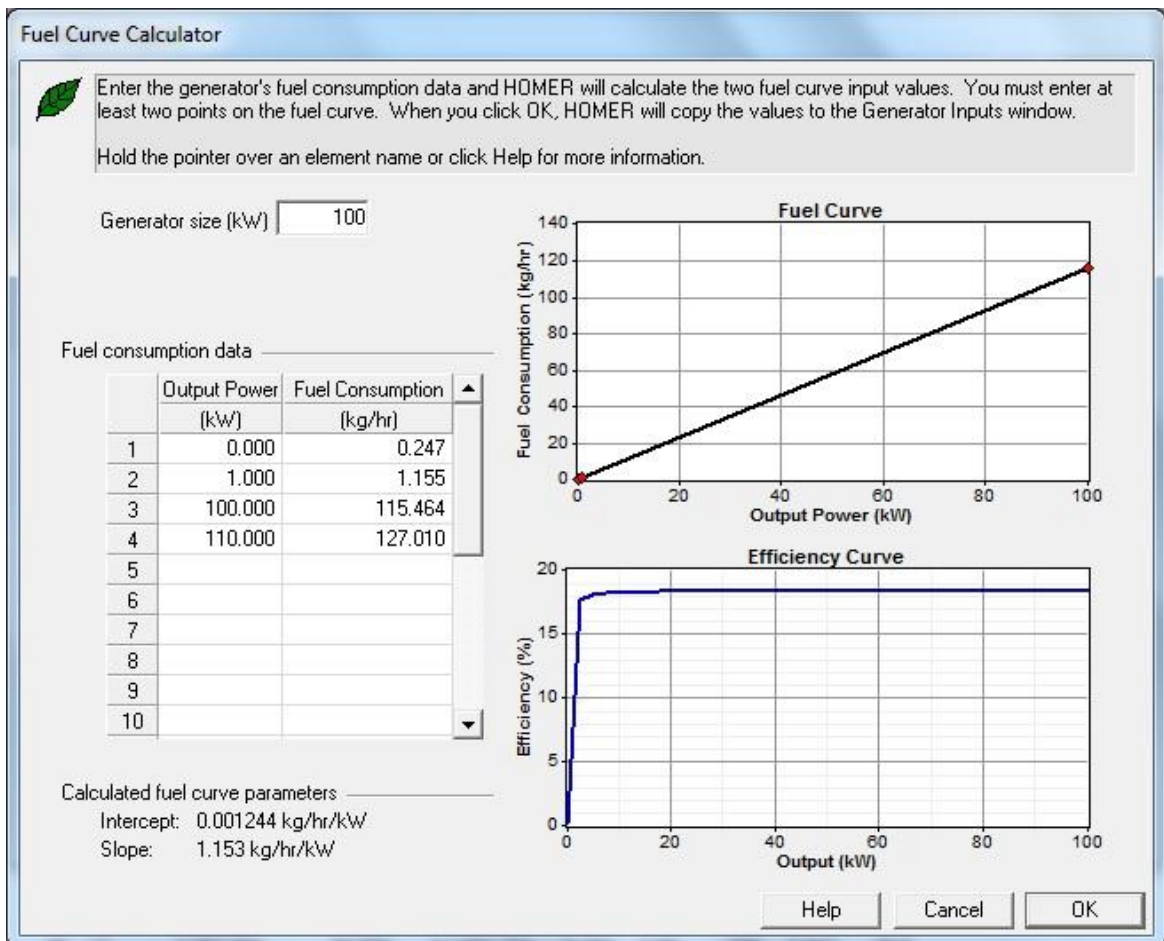 Fuel Curve Calculator
Enter the generator's fuel consumption data and HOMER will calculate the two fuel curve input values. You must enter at
least two points on the fuel curve. When you click OK, HOMER will copy the values to the Generator Inputs window.
Hold the pointer over an element name or click Help for more information.
Generator size (kW) 100
Fuel consumption data
Output Power Fuel Consumption
(kW) (kg/hr)
1 0.000 0.247
2 1.000 1.155
3 100.000 115.464
4 110.000 127.010
5
6
7
8
9
10
Calculated fuel curve parameters
Intercept: 0.001244 kg/hr/kW
Slope: 1.153 kg/hr/kW
Fuel Curve
Fuel Consumption (kg/hr)
140
120
100
80
60
40
20
0
0 20 40 60 80 100
Output Power (kW)
Efficiency Curve
Efficiency (%)
20
15
10
5
0
0 20 40 60 80 100
Output (kW)
Help Cancel OK